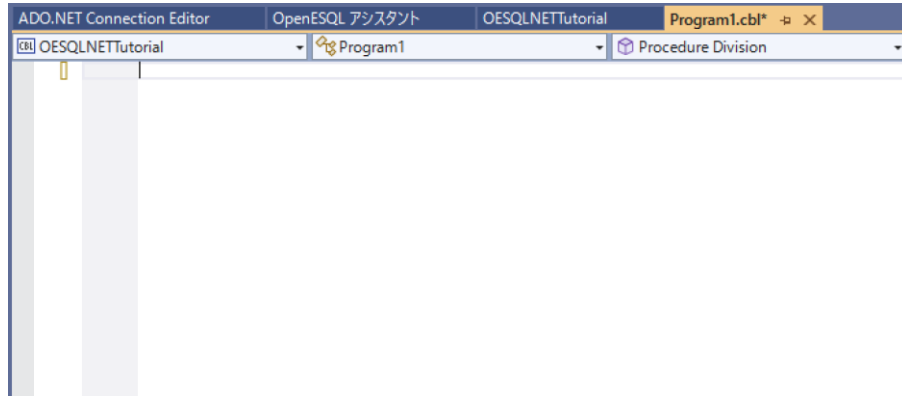 ADO.NET Connection Editor OpenESQL アシスタント OESQLNETTutorial Program1.cbl*
CBL OESQLNETTutorial Program1 Procedure Division